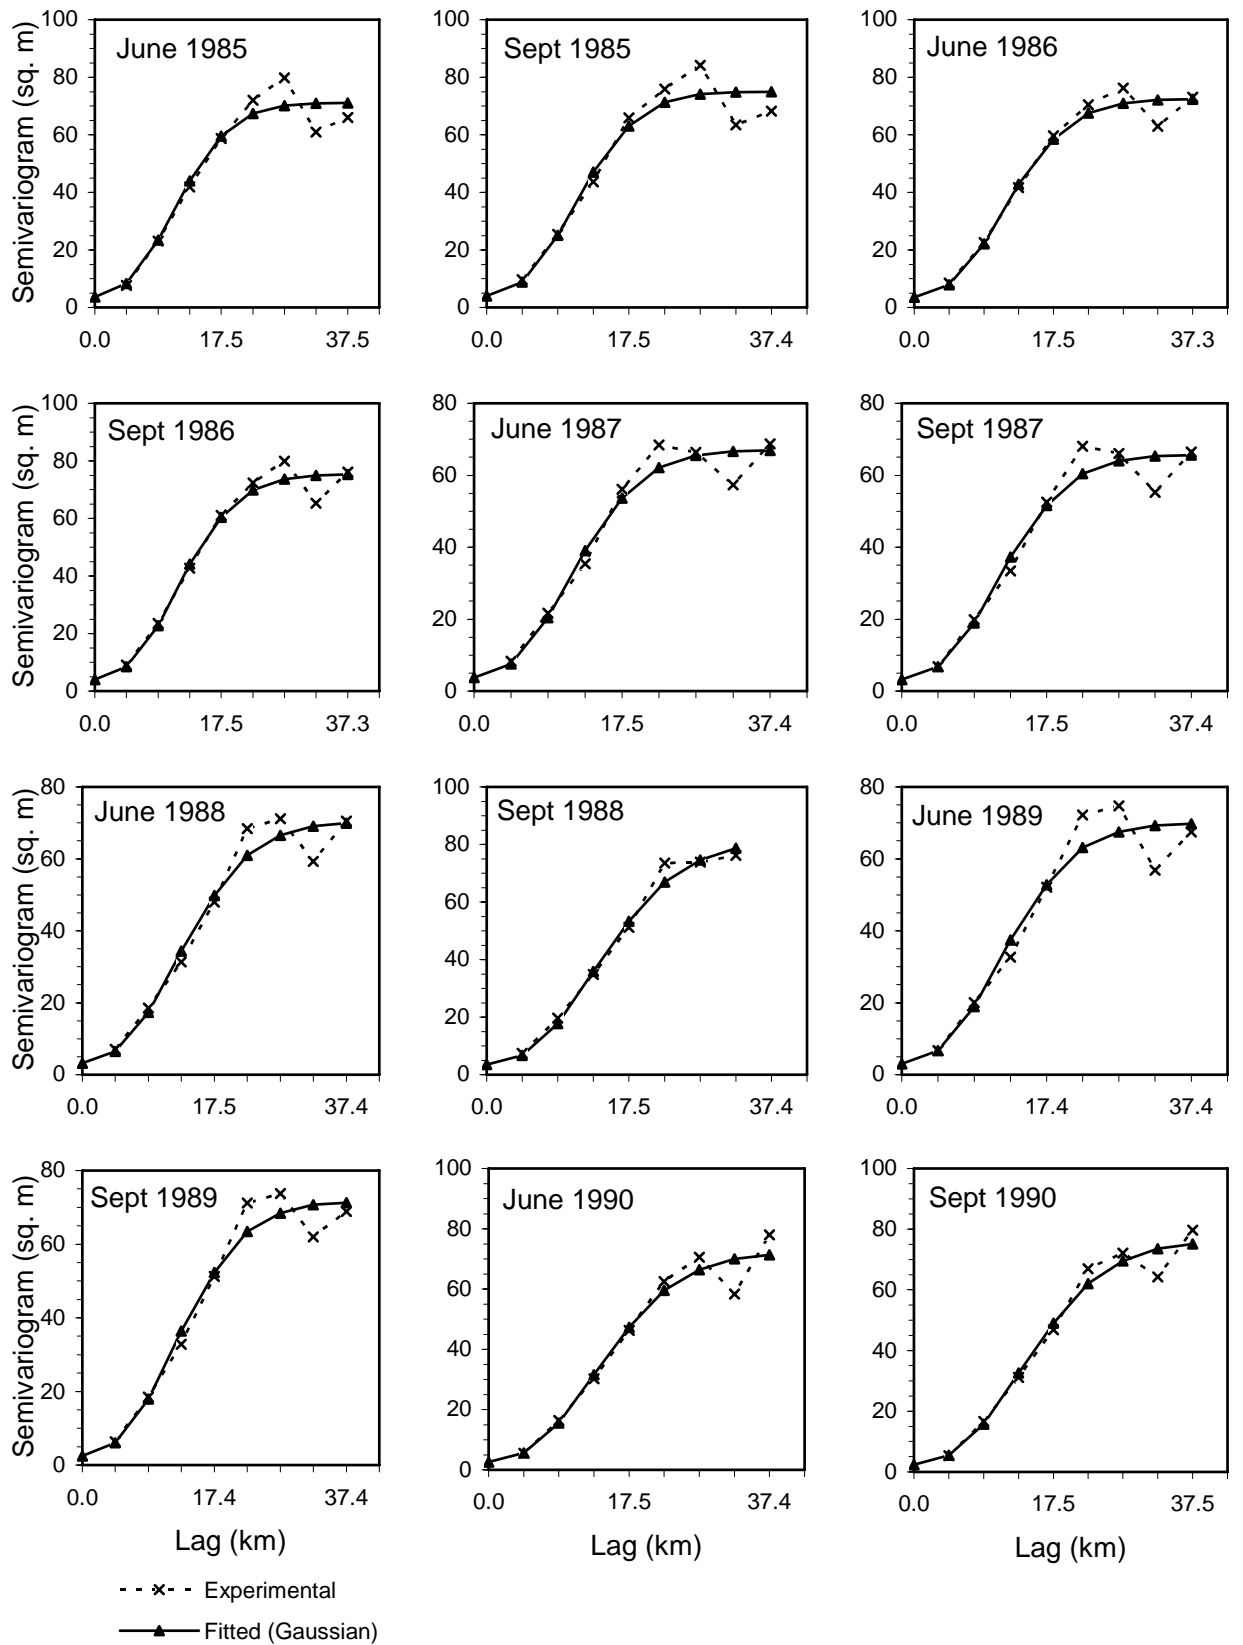 Semivariogram (sq. m)
100
80
60
40
20
0
June 1985
0.0 17.5 37.5
100
80
60
40
20
0
Sept 1985
0.0 17.5 37.4
100
80
60
40
20
0
June 1986
0.0 17.5 37.3
Semivariogram (sq. m)
100
80
60
40
20
0
Sept 1986
0.0 17.5 37.3
80
60
40
20
0
June 1987
0.0 17.5 37.4
80
60
40
20
0
Sept 1987
0.0 17.5 37.4
Semivariogram (sq. m)
80
60
40
20
0
June 1988
0.0 17.5 37.4
100
80
60
40
20
0
Sept 1988
0.0 17.5 37.4
80
60
40
20
0
June 1989
0.0 17.4 37.4
Semivariogram (sq. m)
80
60
40
20
0
Sept 1989
0.0 17.4 37.4
Lag (km)
100
80
60
40
20
0
June 1990
0.0 17.5 37.4
Lag (km)
100
80
60
40
20
0
Sept 1990
0.0 17.5 37.5
Lag (km)
Experimental
Fitted (Gaussian)